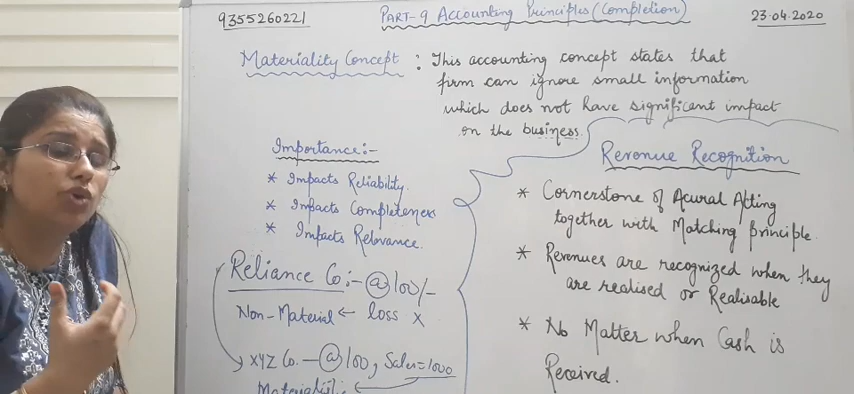 9355260221
PART-9 Accounting Principles (Completion)
23.04.2020
Materiality Concept : This accounting concept states that
firm can ignore small information
which does not have significant impact
on the business.
Importance:-
* Impacts Reliability.
* Impacts Completeness
* Impacts Relevance.
Reliance Co:- @ 100/-
Non-Material ← loss X
XYZ Co. — @ 100, Sales=1000
Revenue Recognition
* Cornerstone of Acural Acting
together with Matching principle.
* Revenues are recognized when they
are realised or Realisable
* No Matter when Cash is
Received.